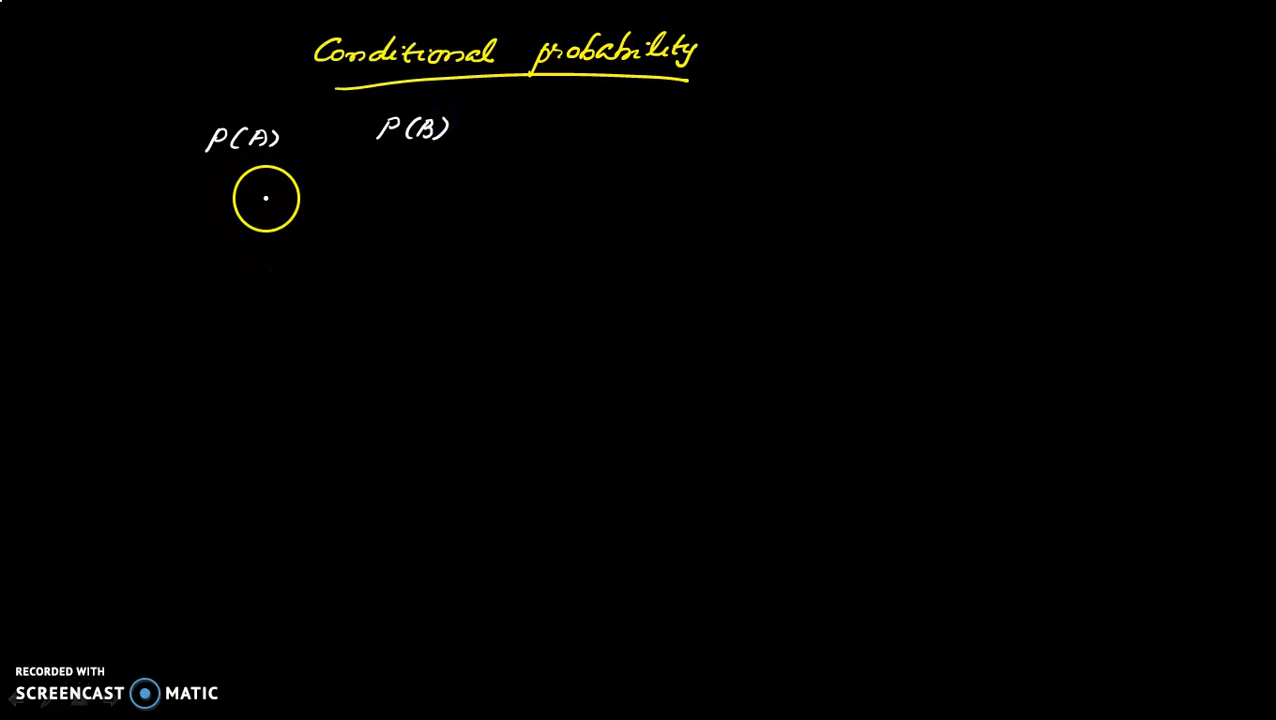 Conditional probability
P(A) P(B)
RECORDED WITH
SCREENCAST MATIC